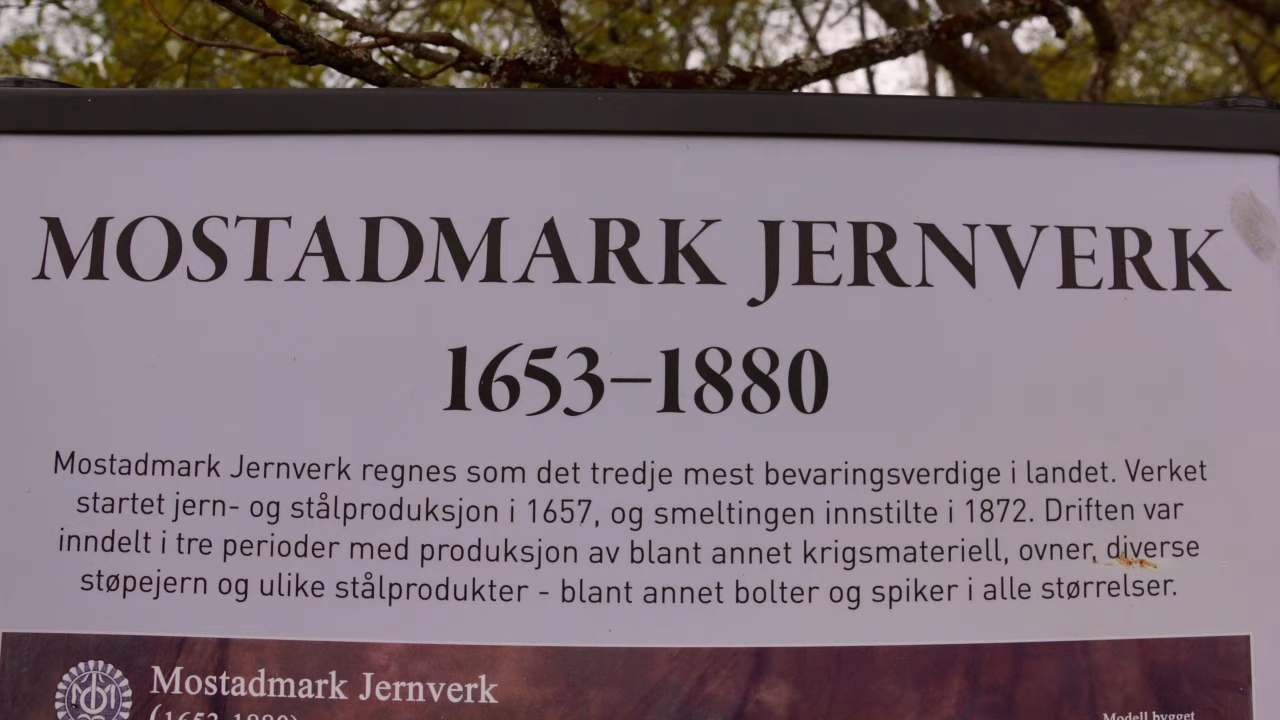 MOSTADMARK JERNVERK
1653–1880
Mostadmark Jernverk regnes som det tredje mest bevaringsverdige i landet. Verket
startet jern- og stålproduksjon i 1657, og smeltingen innstilte i 1872. Driften var
inndelt i tre perioder med produksjon av blant annet krigsmateriell, ovner, diverse
støpejern og ulike stålprodukter - blant annet bolter og spiker i alle størrelser.
Mostadmark Jernverk
(1653-1880)
Modell bygget